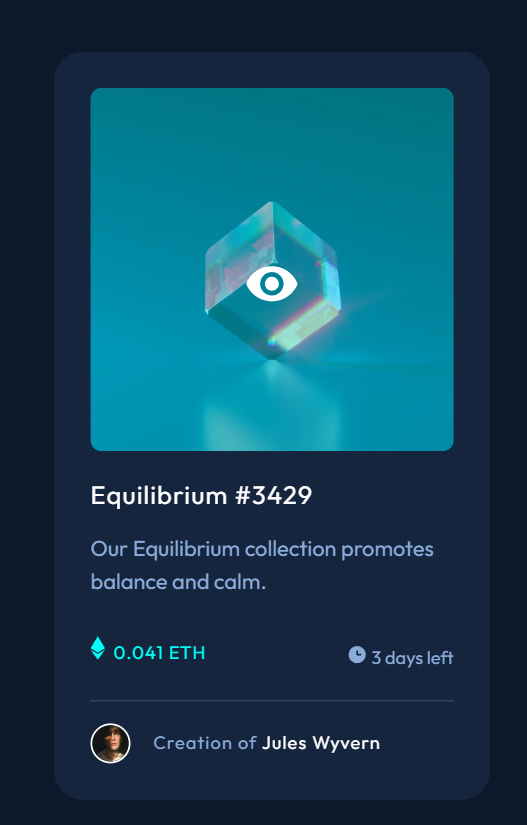 Equilibrium #3429
Our Equilibrium collection promotes
balance and calm.
0.041 ETH
3 days left
Creation of Jules Wyvern